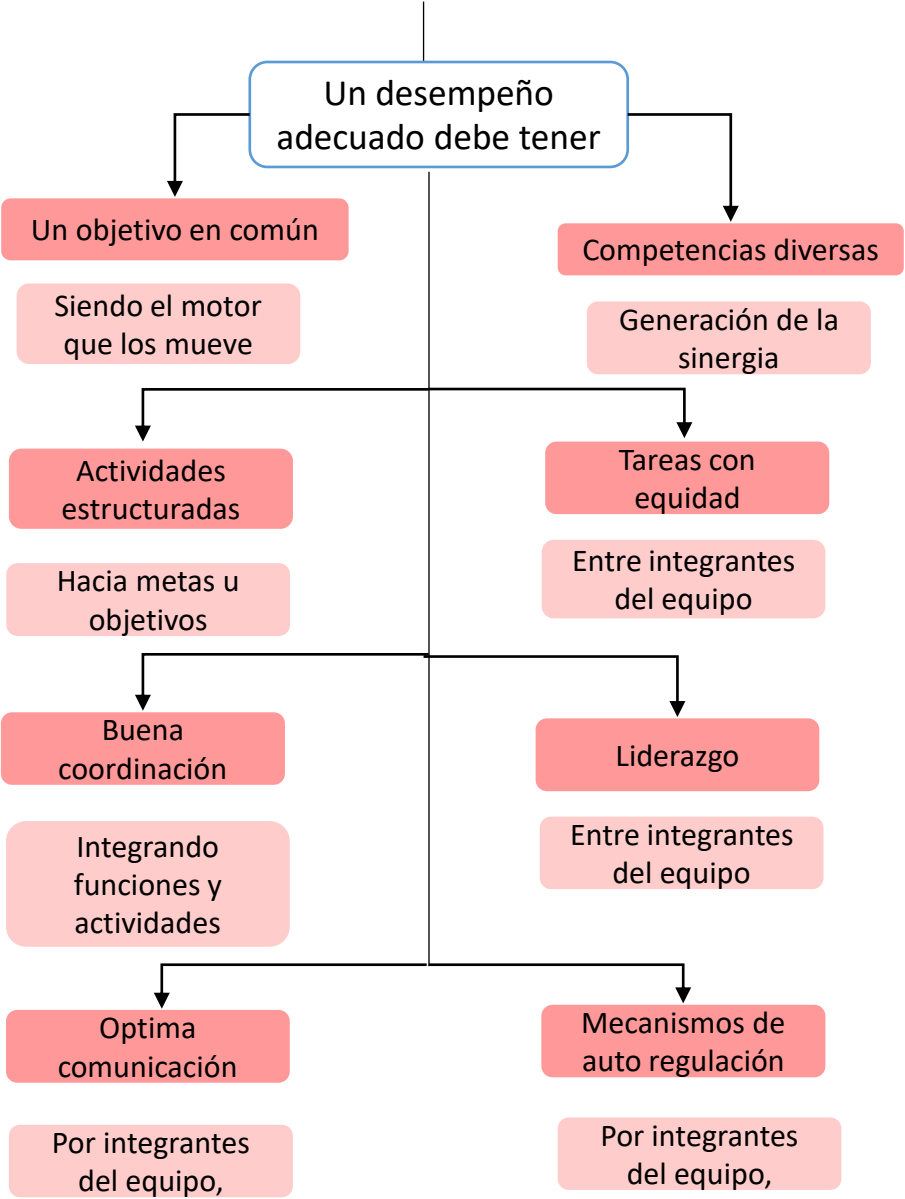 Un desempeño
adecuado debe tener
Un objetivo en común
Competencias diversas
Siendo el motor
que los mueve
Generación de la
sinergia
Actividades
estructuradas
Tareas con
equidad
Hacia metas u
objetivos
Entre integrantes
del equipo
Buena
coordinación
Liderazgo
Integrando
funciones y
actividades
Entre integrantes
del equipo
Optima
comunicación
Mecanismos de
auto regulación
Por integrantes
del equipo,
Por integrantes
del equipo,